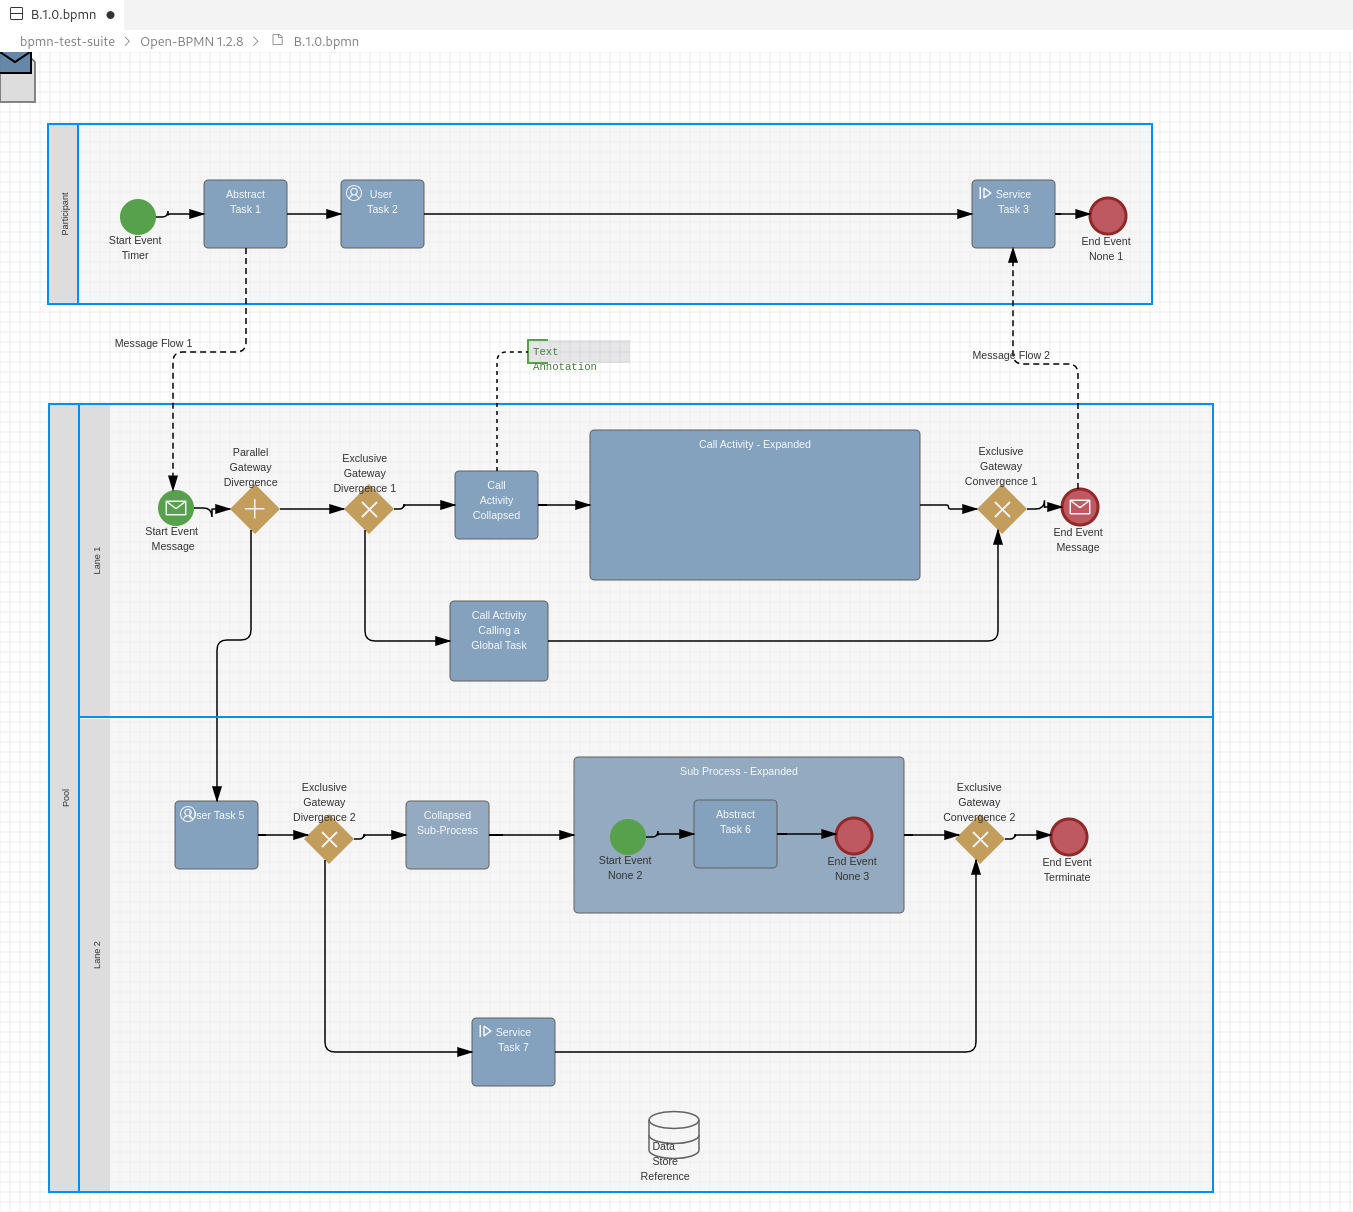 B.1.0.bpmn
bpmn-test-suite > Open-BPMN 1.2.8 > B.1.0.bpmn
Participant
Start Event
Timer
Abstract
Task 1
User
Task 2
Service
Task 3
End Event
None 1
Message Flow 1
Text
Annotation
Message Flow 2
Pool
Lane 1
Start Event
Message
Parallel
Gateway
Divergence
Exclusive
Gateway
Divergence 1
Call
Activity
Collapsed
Call Activity - Expanded
Exclusive
Gateway
Convergence 1
End Event
Message
Call Activity
Calling a
Global Task
Lane 2
ser Task 5
Exclusive
Gateway
Divergence 2
Collapsed
Sub-Process
Sub Process - Expanded
Start Event
None 2
Abstract
Task 6
End Event
None 3
Exclusive
Gateway
Convergence 2
End Event
Terminate
Service
Task 7
Data
Store
Reference